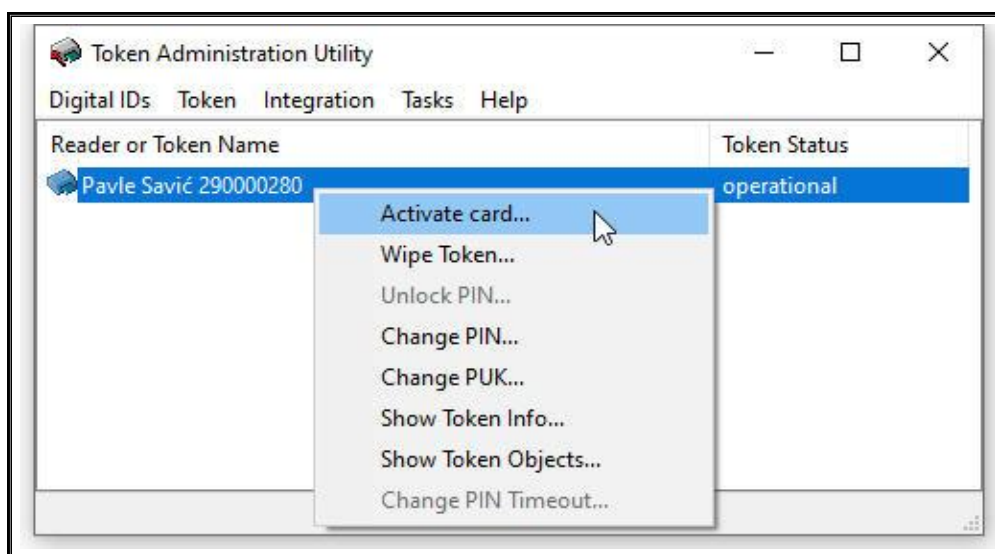 Token Administration Utility
Digital IDs Token Integration Tasks Help
Reader or Token Name Token Status
Pavle Savić 290000280 operational
Activate card...
Wipe Token...
Unlock PIN...
Change PIN...
Change PUK...
Show Token Info...
Show Token Objects...
Change PIN Timeout...